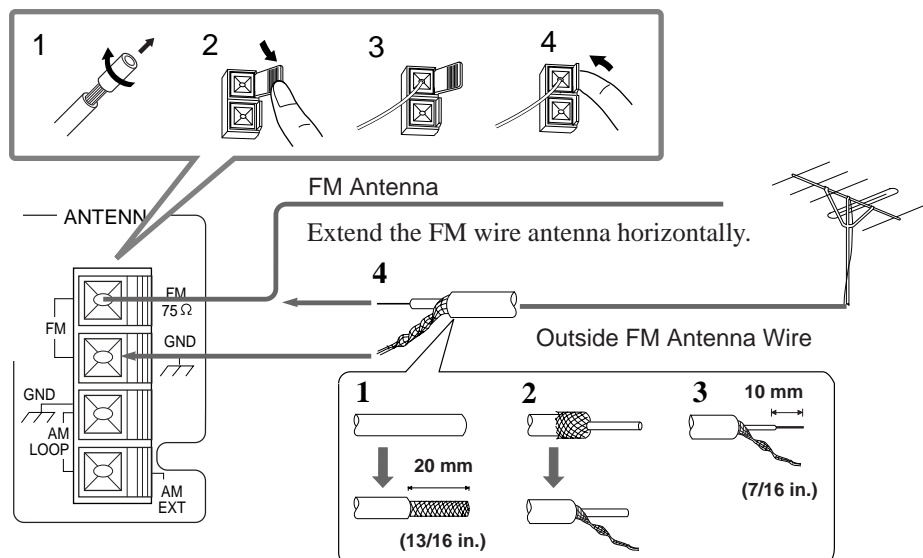 1
2
3
4
FM Antenna
ANTENN
Extend the FM wire antenna horizontally.
4
FM
75 Ω
FM
GND
Outside FM Antenna Wire
GND
AM
LOOP
AM
EXT
1
2
3
10 mm
20 mm
(13/16 in.)
(7/16 in.)